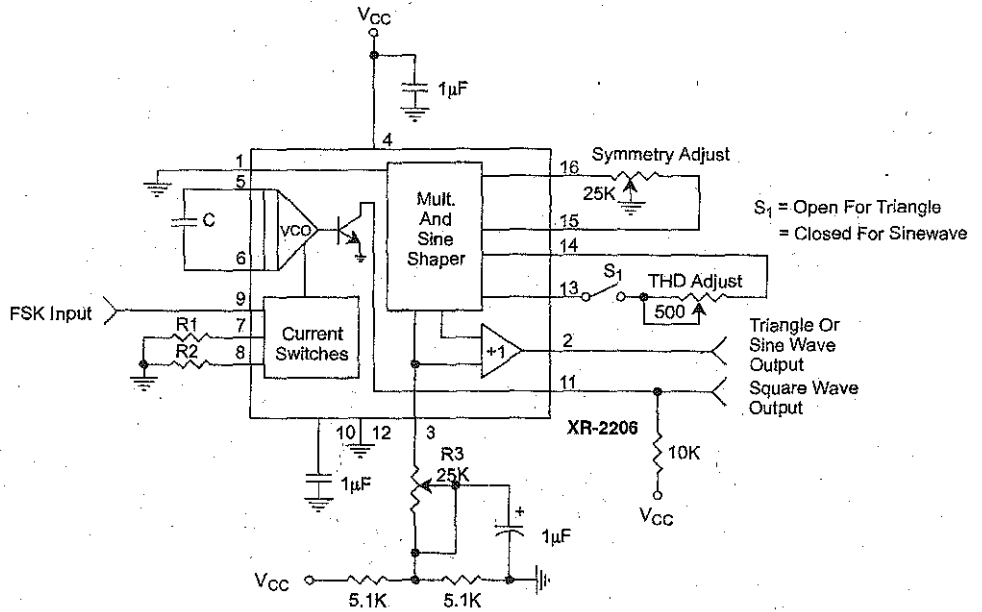 VCC
1μF
4
1
16
Symmetry Adjust
5
25K
Mult.
And
Sine
Shaper
S1 = Open For Triangle
= Closed For Sinewave
C
VCO
15
14
6
S1
THD Adjust
13
500
FSK Input
9
R1
7
Current
Switches
R2
8
+1
2
Triangle Or
Sine Wave
Output
11
Square Wave
Output
XR-2206
10
12
3
R3
25K
10K
1μF
+
1μF
VCC
VCC
5.1K
5.1K